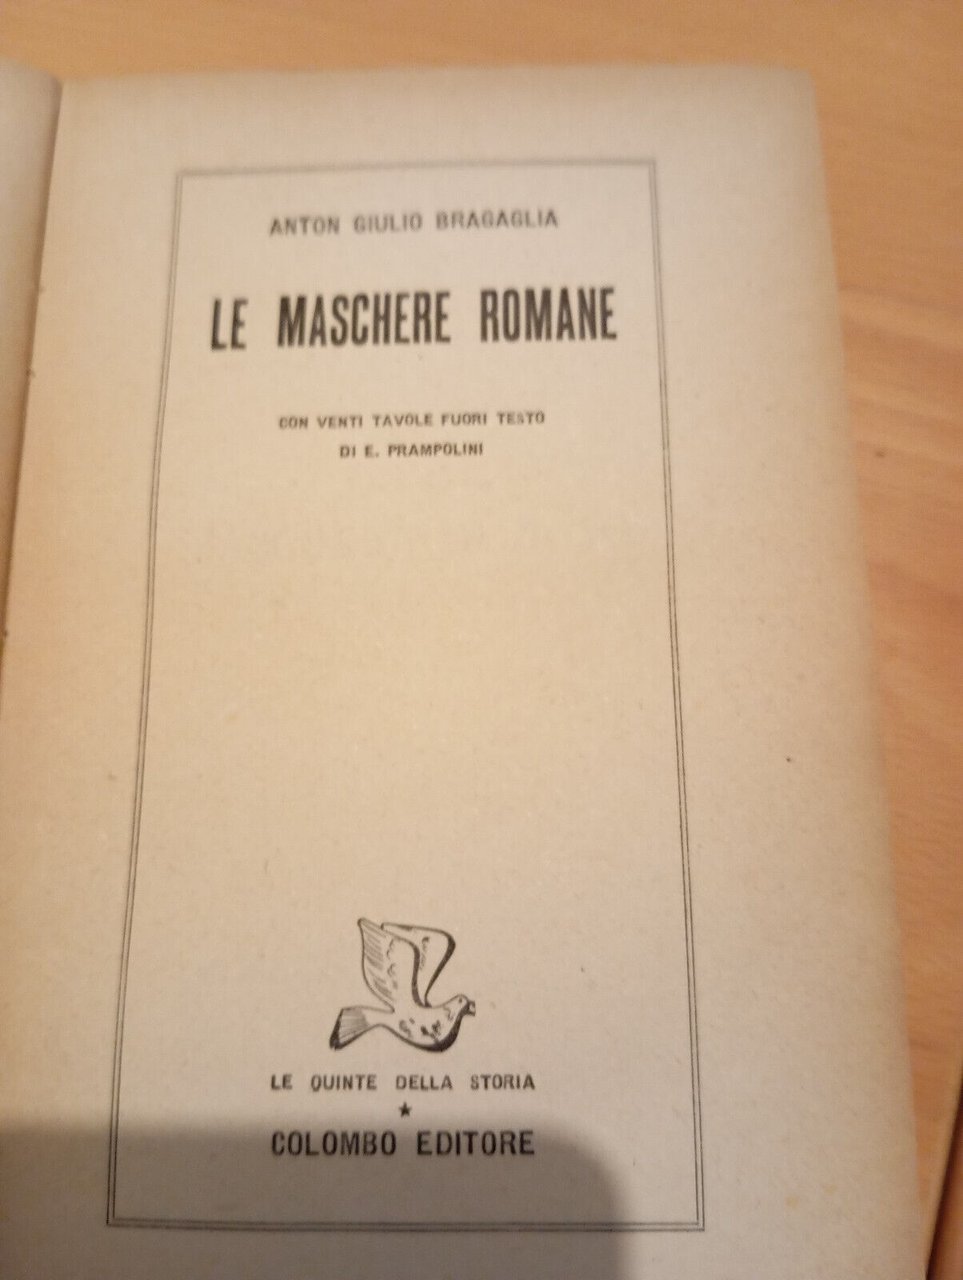 ANTON GIULIO BRAGAGLIA
LE MASCHERE ROMANE
CON VENTI TAVOLE FUORI TESTO
DI E. PRAMPOLINI
LE QUINTE DELLA STORIA
★
COLOMBO EDITORE